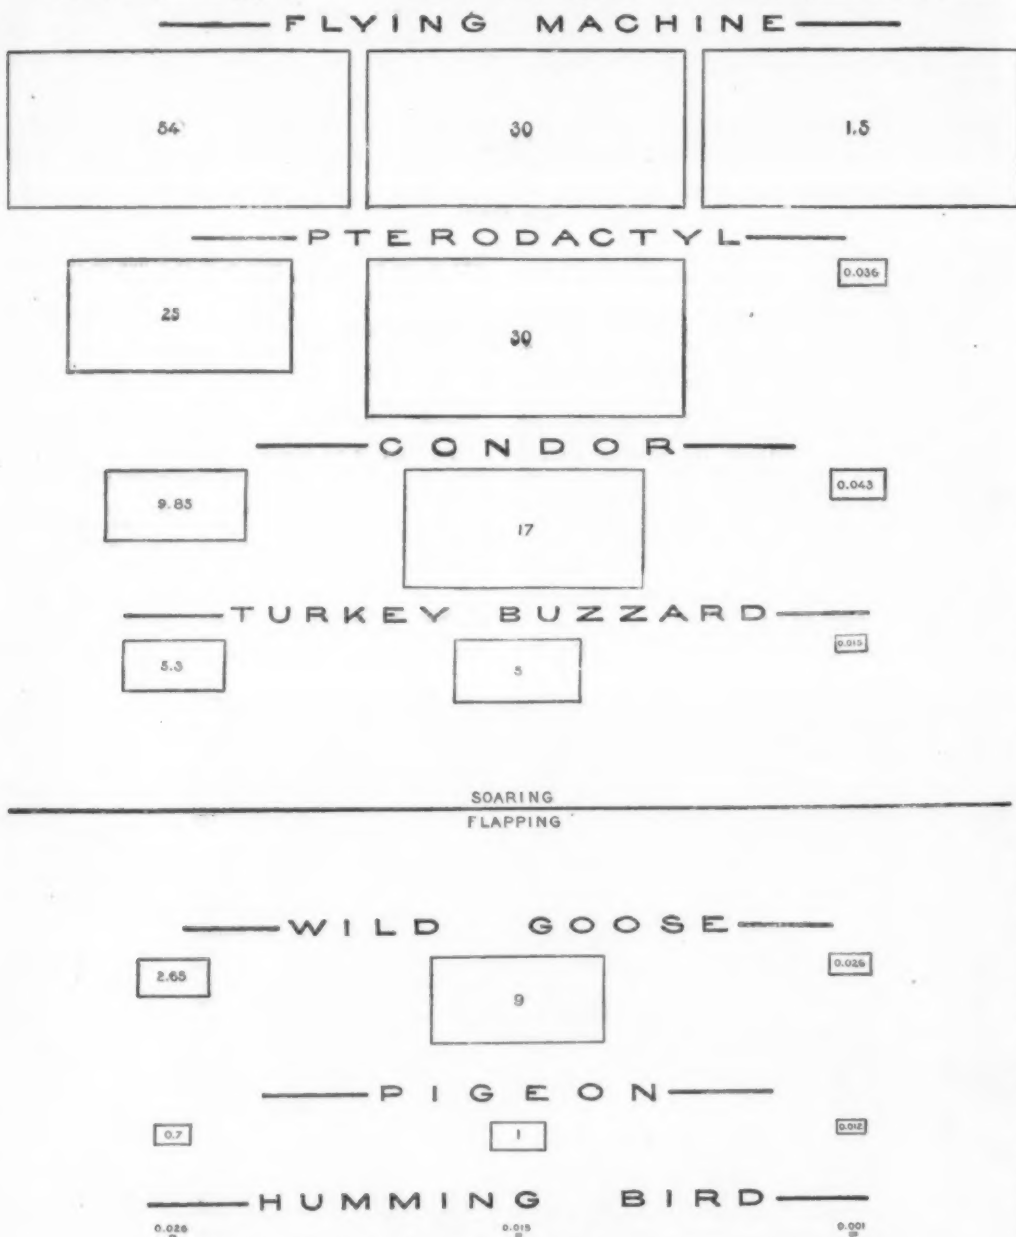 FLYING MACHINE
54 30 1.5
PTERODACTYL
25 30 0.036
CONDOR
9.85 17 0.043
TURKEY BUZZARD
5.3 5 0.015
SOARING
FLAPPING
WILD GOOSE
2.65 9 0.026
PIGEON
0.7 1 0.012
HUMMING BIRD
0.026 0.015 0.001